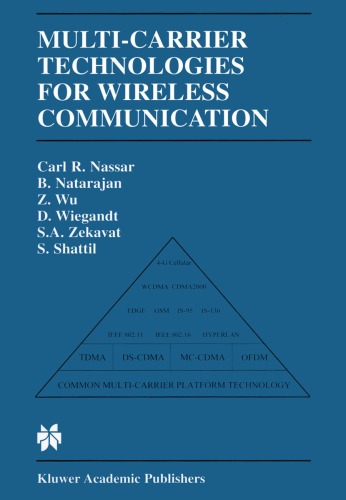 MULTI-CARRIER
TECHNOLOGIES
FOR WIRELESS
COMMUNICATION
Carl R. Nassar
B. Natarajan
Z. Wu
D. Wiegandt
S.A. Zekavat
S. Shattil
4-G Cellular
WCDMA CDMA2000
EDGE GSM IS-95 IS-136
IEEE 802.11 IEEE 802.16 HYPERLAN
TDMA DS-CDMA MC-CDMA OFDM
COMMON MULTI-CARRIER PLATFORM TECHNOLOGY
Kluwer Academic Publishers